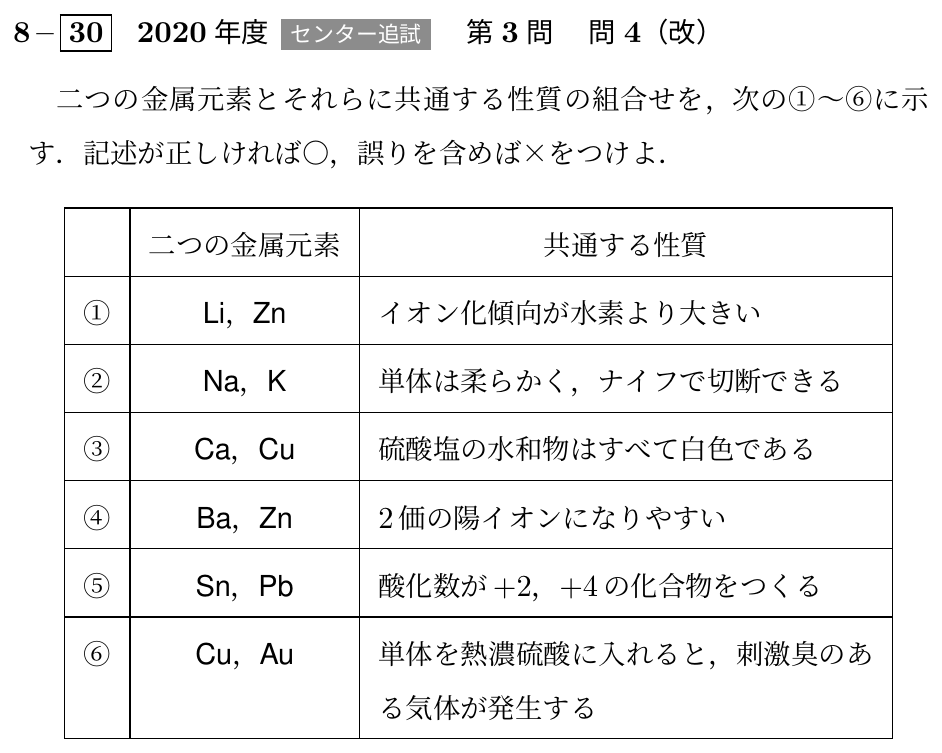 8－30 2020 年度 センター追試 第 3 問 問 4（改）
二つの金属元素とそれらに共通する性質の組合せを，次の①～⑥に示
す．記述が正しければ○，誤りを含めば×をつけよ．
二つの金属元素 共通する性質
① Li，Zn イオン化傾向が水素より大きい
② Na，K 単体は柔らかく，ナイフで切断できる
③ Ca，Cu 硫酸塩の水和物はすべて白色である
④ Ba，Zn 2 価の陽イオンになりやすい
⑤ Sn，Pb 酸化数が +2，+4 の化合物をつくる
⑥ Cu，Au 単体を熱濃硫酸に入れると，刺激臭のあ
る気体が発生する